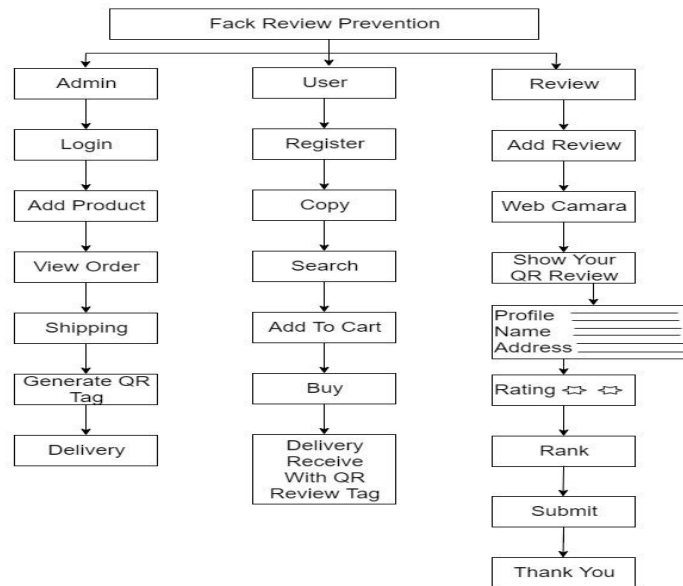 Fack Review Prevention
Admin
Login
Add Product
View Order
Shipping
Generate QR
Tag
Delivery
User
Register
Copy
Search
Add To Cart
Buy
Delivery
Receive
With QR
Review Tag
Review
Add Review
Web Camara
Show Your
QR Review
Profile
Name
Address
Rating
Rank
Submit
Thank You